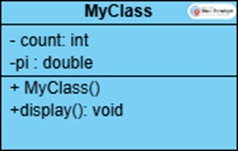 MyClass
- count: int
-pi : double
+ MyClass()
+display(): void